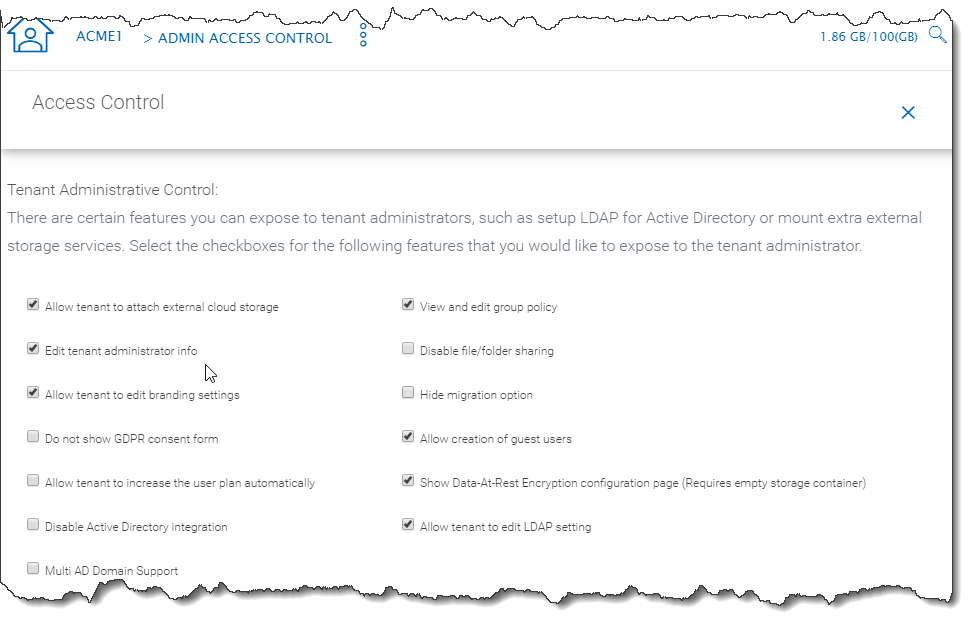 ACME1 > ADMIN ACCESS CONTROL 1.86 GB/100(GB)
Access Control
Tenant Administrative Control:
There are certain features you can expose to tenant administrators, such as setup LDAP for Active Directory or mount extra external
storage services. Select the checkboxes for the following features that you would like to expose to the tenant administrator.
Allow tenant to attach external cloud storage
View and edit group policy
Edit tenant administrator info
Disable file/folder sharing
Allow tenant to edit branding settings
Hide migration option
Do not show GDPR consent form
Allow creation of guest users
Allow tenant to increase the user plan automatically
Show Data-At-Rest Encryption configuration page (Requires empty storage container)
Disable Active Directory integration
Allow tenant to edit LDAP setting
Multi AD Domain Support